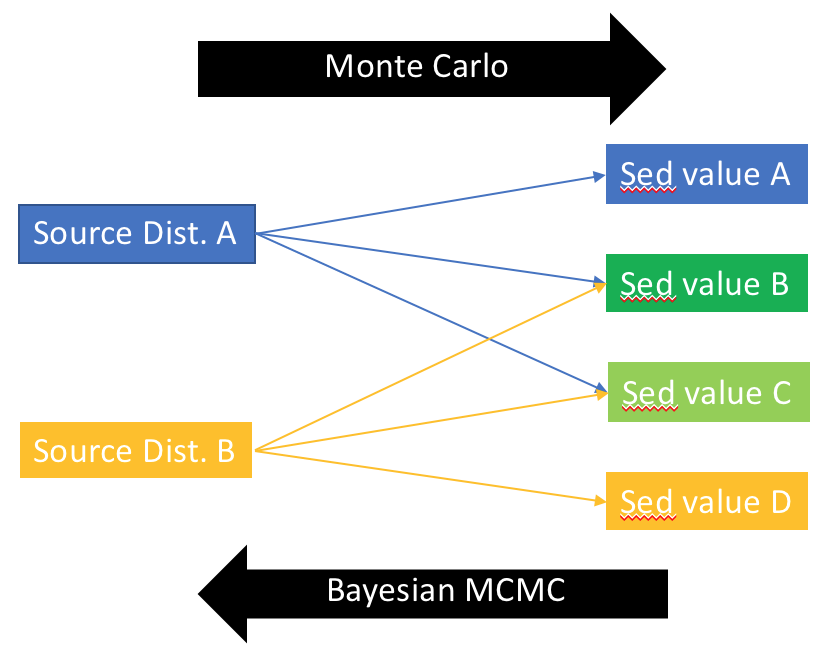 Monte Carlo
Sed value A
Source Dist. A
Sed value B
Sed value C
Source Dist. B
Sed value D
Bayesian MCMC